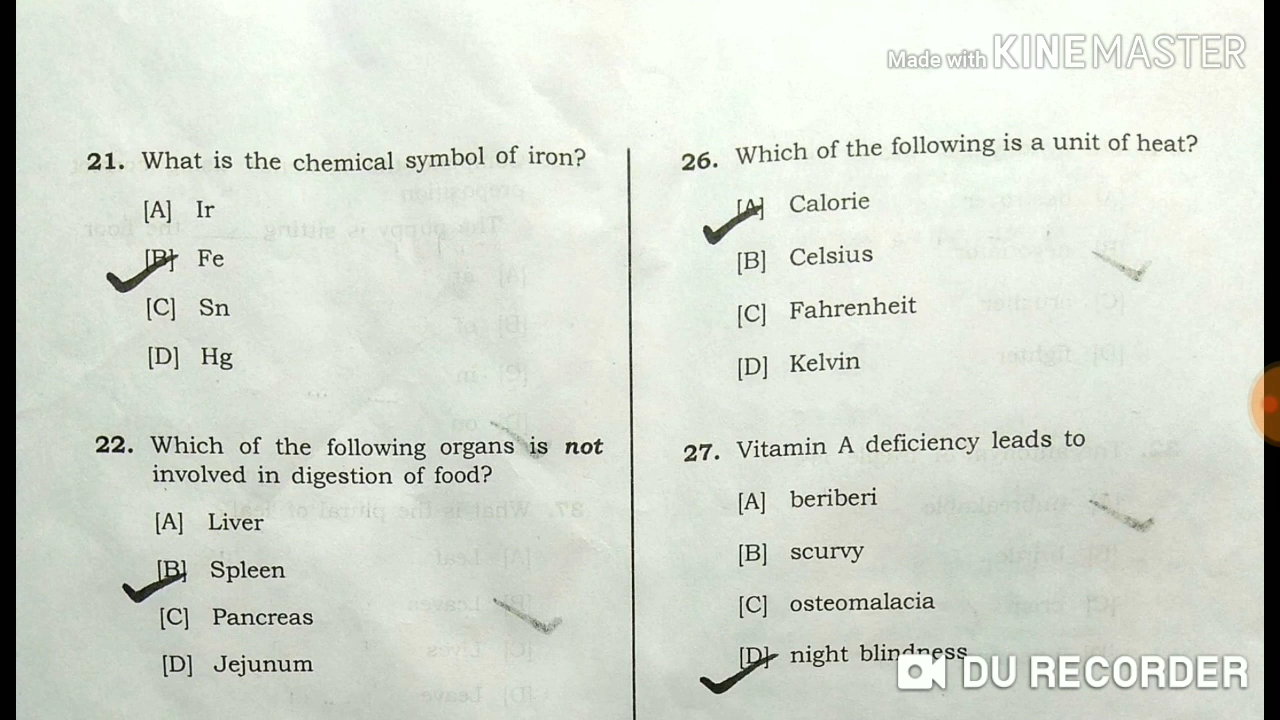 Made with KINEMASTER
21. What is the chemical symbol of iron?
[A] Ir
[B] Fe
[C] Sn
[D] Hg
22. Which of the following organs is not
involved in digestion of food?
[A] Liver
[B] Spleen
[C] Pancreas
[D] Jejunum
26. Which of the following is a unit of heat?
[A] Calorie
[B] Celsius
[C] Fahrenheit
[D] Kelvin
27. Vitamin A deficiency leads to
[A] beriberi
[B] scurvy
[C] osteomalacia
[D] night blindness
DU RECORDER